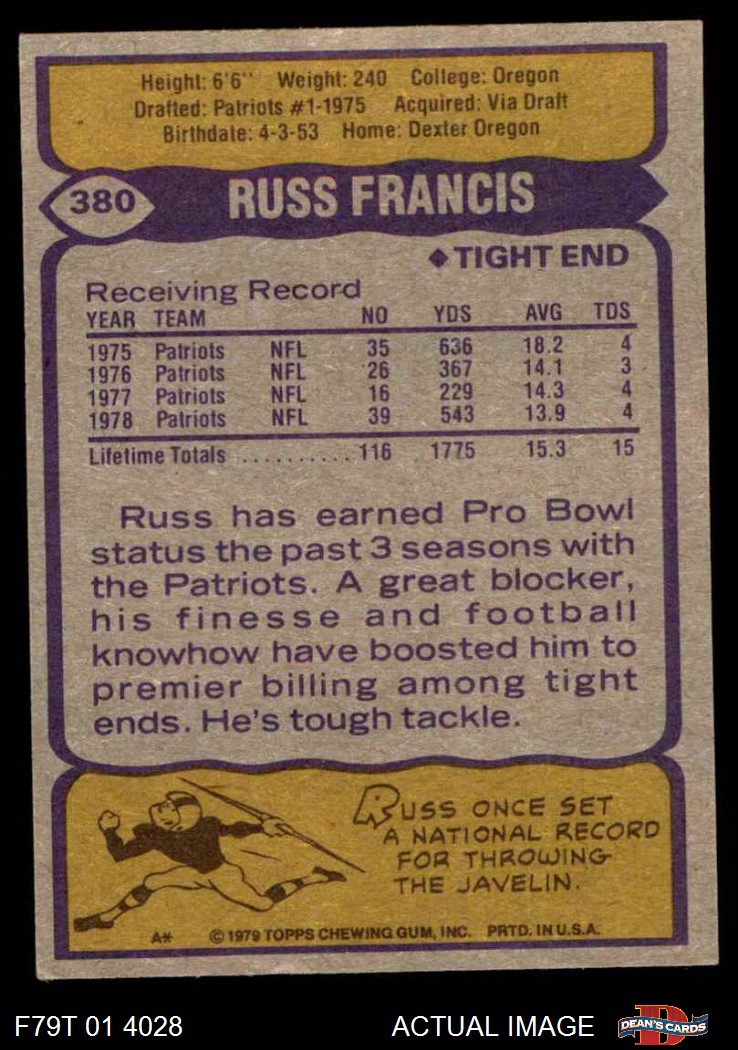 Height: 6'6" Weight: 240 College: Oregon
Drafted: Patriots #1-1975 Acquired: Via Draft
Birthdate: 4-3-53 Home: Dexter Oregon
380 RUSS FRANCIS
◆TIGHT END
Receiving Record
YEAR TEAM NO YDS AVG TDS
1975 Patriots NFL 35 636 18.2 4
1976 Patriots NFL 26 367 14.1 3
1977 Patriots NFL 16 229 14.3 4
1978 Patriots NFL 39 543 13.9 4
Lifetime Totals .......... 116 1775 15.3 15
Russ has earned Pro Bowl
status the past 3 seasons with
the Patriots. A great blocker,
his finesse and football
knowhow have boosted him to
premier billing among tight
ends. He's tough tackle.
RUSS ONCE SET
A NATIONAL RECORD
FOR THROWING
THE JAVELIN.
A* © 1979 TOPPS CHEWING GUM, INC. PRTD. IN U.S.A.
F79T 01 4028 ACTUAL IMAGE D DEAN'S CARDS